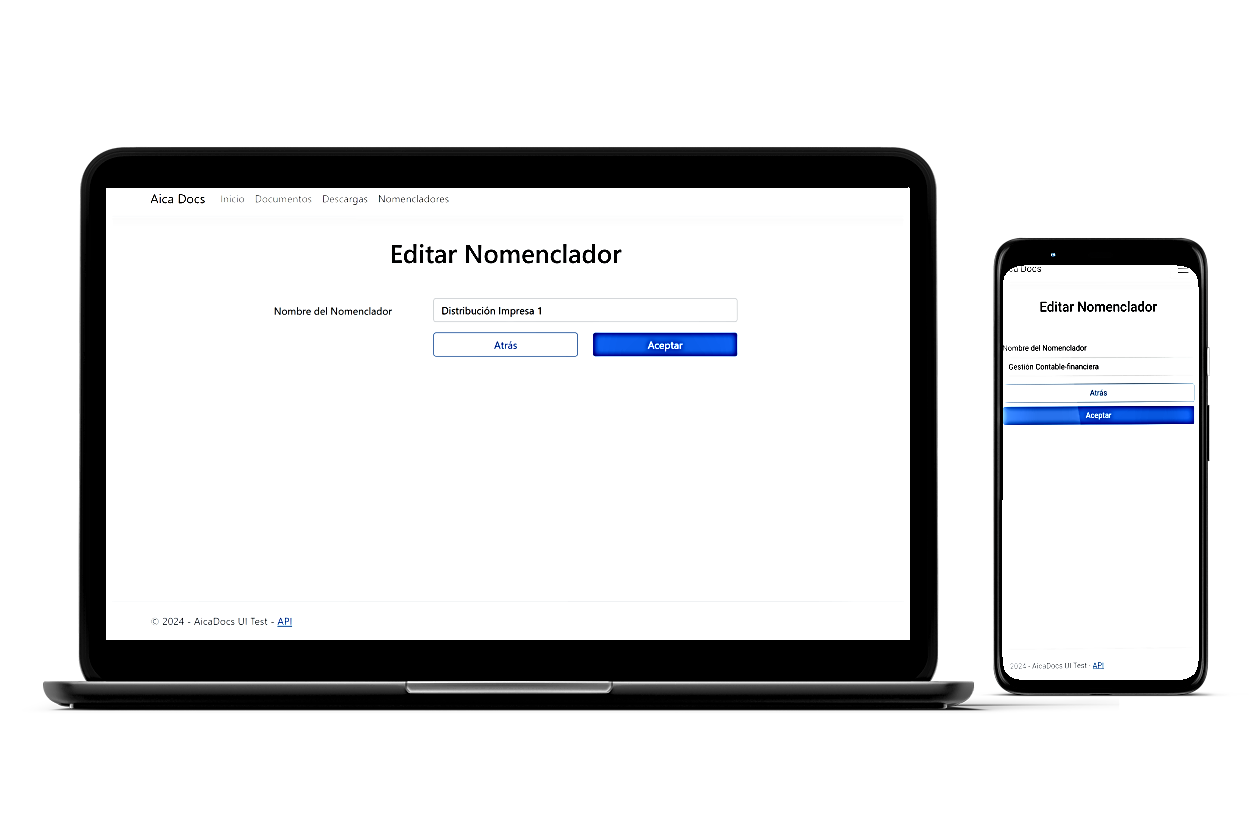 Aica Docs Inicio Documentos Descargas Nomencladores
Editar Nomenclador
Nombre del Nomenclador Distribución Impresa 1
Atrás Aceptar
© 2024 - AicaDocs UI Test - API
Docs
Editar Nomenclador
Nombre del Nomenclador
Gestión Contable-financiera
Atrás
Aceptar
2024 - AicaDocs UI Test - API